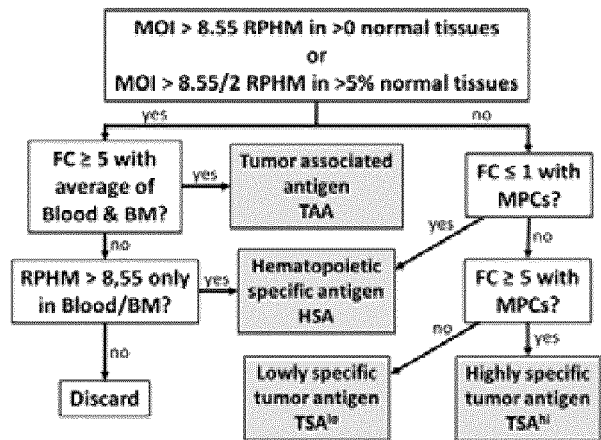 MOI > 8.55 RPHM in >0 normal tissues
or
MOI > 8.55/2 RPHM in >5% normal tissues
yes
no
FC ≥ 5 with
average of
Blood & BM?
yes
Tumor associated
antigen
TAA
FC ≤ 1 with
MPCs?
no
yes
no
RPHM > 8,55 only
in Blood/BM?
yes
Hematopoietic
specific antigen
HSA
FC ≥ 5 with
MPCs?
no
no
yes
Discard
Lowly specific
tumor antigen
TSAlo
Highly specific
tumor antigen
TSAhi